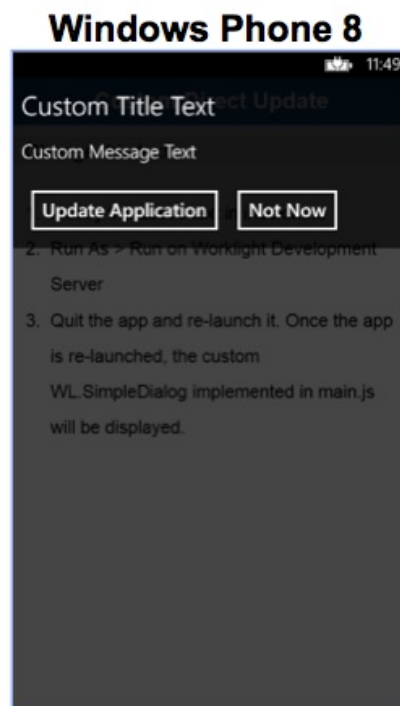 Windows Phone 8
11:49
Custom Title Text ct Update
Custom Message Text
Update Application
Not Now
2. Run As > Run on Worklight Development
Server
3. Quit the app and re-launch it. Once the app
is re-launched, the custom
WL.SimpleDialog implemented in main.js
will be displayed.